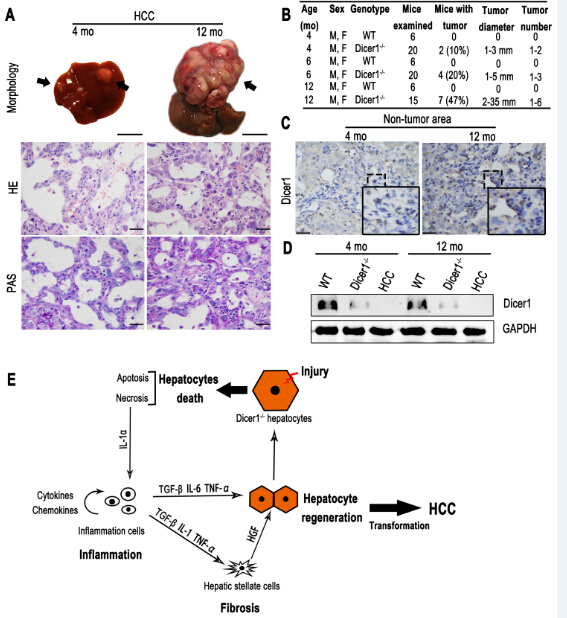 A
HCC
4 mo
12 mo
Morphology
HE
PAS
B
Age (mo) Sex Genotype Mice examined Mice with tumor Tumor diameter Tumor number
4 M, F WT 6 0 0 0
4 M, F Dicer1-/- 20 2 (10%) 1-3 mm 1-2
6 M, F WT 6 0 0 0
6 M, F Dicer1-/- 20 4 (20%) 1-5 mm 1-3
12 M, F WT 6 0 0 0
12 M, F Dicer1-/- 15 7 (47%) 2-35 mm 1-6
C
Non-tumor area
4 mo
12 mo
Dicer1
D
4 mo
12 mo
WT Dicer1-/- HCC WT Dicer1-/- HCC
Dicer1
GAPDH
E
Apotosis
Necrosis
Hepatocytes
death
Injury
Dicer1-/- hepatocytes
IL-1α
Cytokines
Chemokines
Inflammation cells
Inflammation
TGF-β IL-6 TNF-α
TGF-β IL-1 TNF-α
HGF
Hepatic stellate cells
Fibrosis
Hepatocyte
regeneration
Transformation
HCC